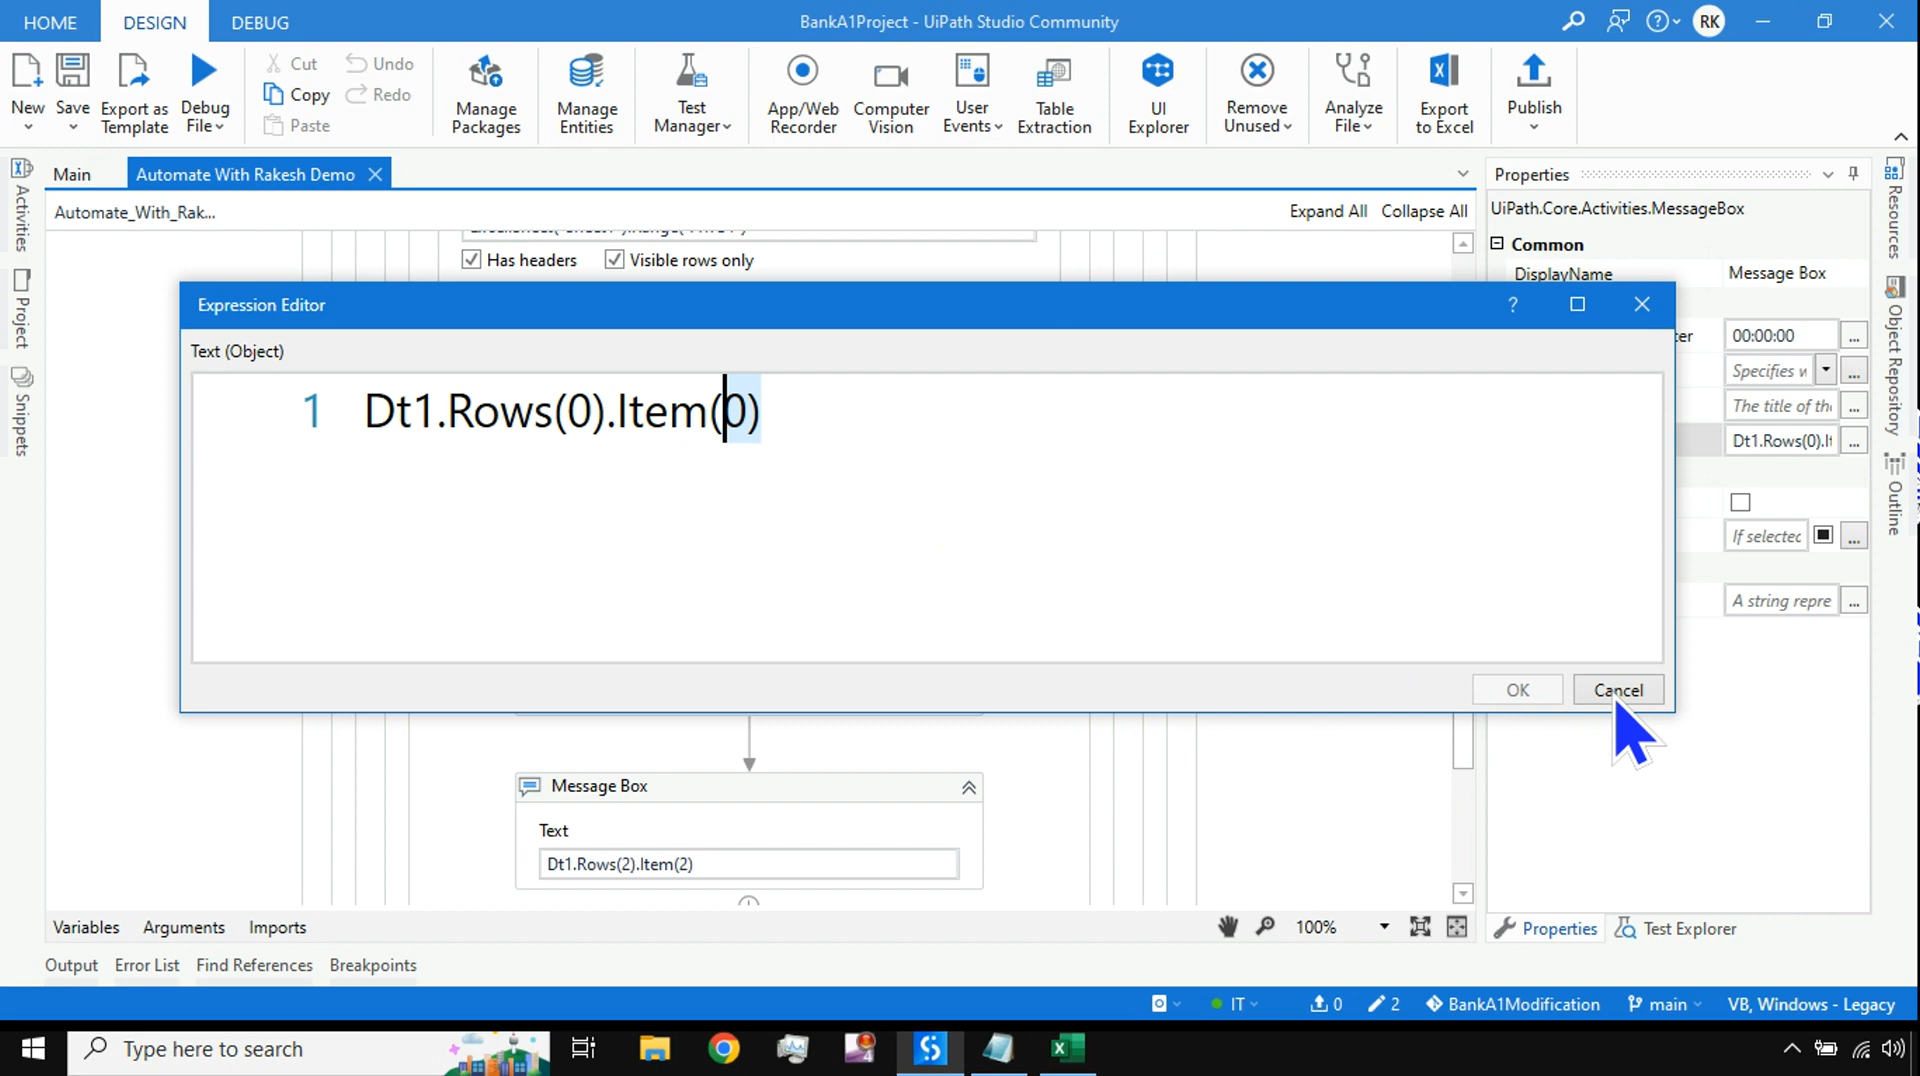 HOME DESIGN DEBUG BankA1Project - UiPath Studio Community RK
New Save Export as Template Debug File Cut Copy Paste Undo Redo Manage Packages Manage Entities Test Manager App/Web Recorder Computer Vision User Events Table Extraction UI Explorer Remove Unused Analyze File Export to Excel Publish
Main Automate With Rakesh Demo Properties
Automate_With_Rak... Expand All Collapse All UiPath.Core.Activities.MessageBox
Common
Has headers Visible rows only
DisplayName Message Box
Expression Editor ?
Text (Object)
1 Dt1.Rows(0).Item(0)
OK Cancel
ter 00:00:00 ...
Specifies w ...
The title of th ...
Dt1.Rows(0).It ...
If selected ...
A string repre ...
Message Box
Text
Dt1.Rows(2).Item(2)
Variables Arguments Imports 100% Properties Test Explorer
Output Error List Find References Breakpoints
IT 0 2 BankA1Modification main VB, Windows - Legacy
Type here to search
4
Activities
Project
Snippets
Resources
Object Repository
Outline